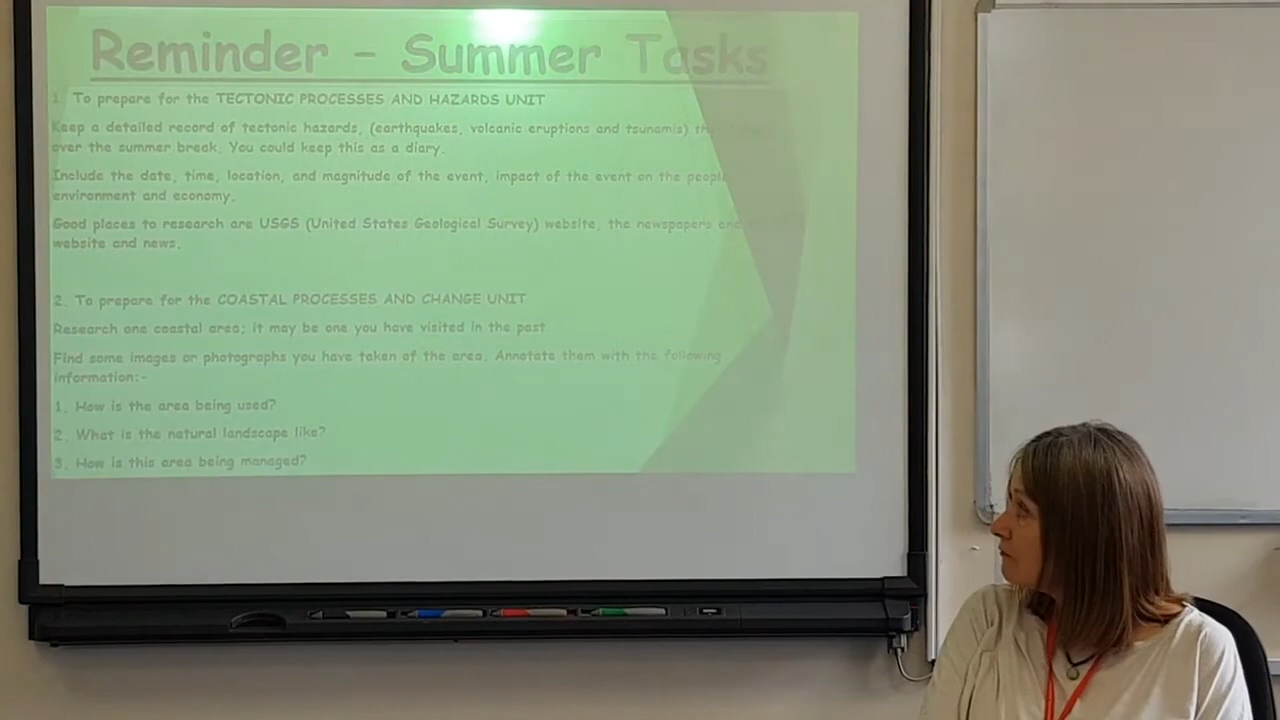 Reminder - Summer Tasks
1. To prepare for the TECTONIC PROCESSES AND HAZARDS UNIT
Keep a detailed record of tectonic hazards, (earthquakes, volcanic eruptions and tsunamis)
over the summer break. You could keep this as a diary.
Include the date, time, location, and magnitude of the event, impact of the event on the
environment and economy.
Good places to research are USGS (United States Geological Survey) website, the newspapers
website and news.
2. To prepare for the COASTAL PROCESSES AND CHANGE UNIT
Research one coastal area; it may be one you have visited in the past
Find some images or photographs you have taken of the area. Annotate them with the following
information:-
1. How is the area being used?
2. What is the natural landscape like?
3. How is this area being managed?